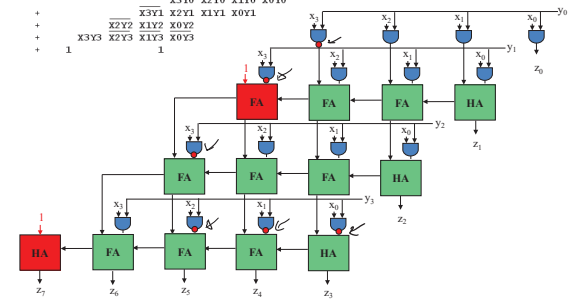 X3Y0 X2Y0 X1Y0 X0Y0
+ X3Y1 X2Y1 X1Y1 X0Y1
+ X2Y2 X1Y2 X0Y2
+ X3Y3 X2Y3 X1Y3 X0Y3
+ 1 1
x3 x2 x1 x0 y0
z0
x3 x2 x1 x0 y1
1
FA FA FA HA
z1
x3 x2 x1 x0 y2
FA FA FA HA
z2
x3 x2 x1 x0 y3
1
HA FA FA FA HA
z7 z6 z5 z4 z3